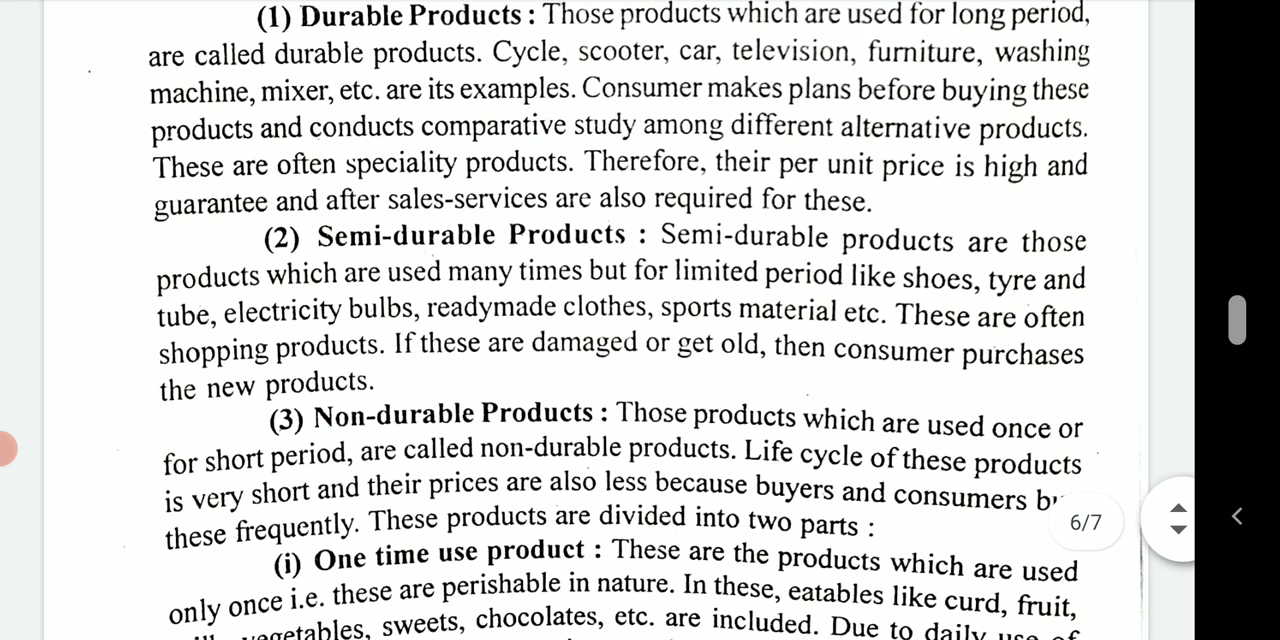 (1) Durable Products : Those products which are used for long period,
are called durable products. Cycle, scooter, car, television, furniture, washing
machine, mixer, etc. are its examples. Consumer makes plans before buying these
products and conducts comparative study among different alternative products.
These are often speciality products. Therefore, their per unit price is high and
guarantee and after sales-services are also required for these.
(2) Semi-durable Products : Semi-durable products are those
products which are used many times but for limited period like shoes, tyre and
tube, electricity bulbs, readymade clothes, sports material etc. These are often
shopping products. If these are damaged or get old, then consumer purchases
the new products.
(3) Non-durable Products : Those products which are used once or
for short period, are called non-durable products. Life cycle of these products
is very short and their prices are also less because buyers and consumers
these frequently. These products are divided into two parts :
6/7
(i) One time use product : These are the products which are used
only once i.e. these are perishable in nature. In these, eatables like curd, fruit,
vegetables, sweets, chocolates, etc. are included. Due to daily use of